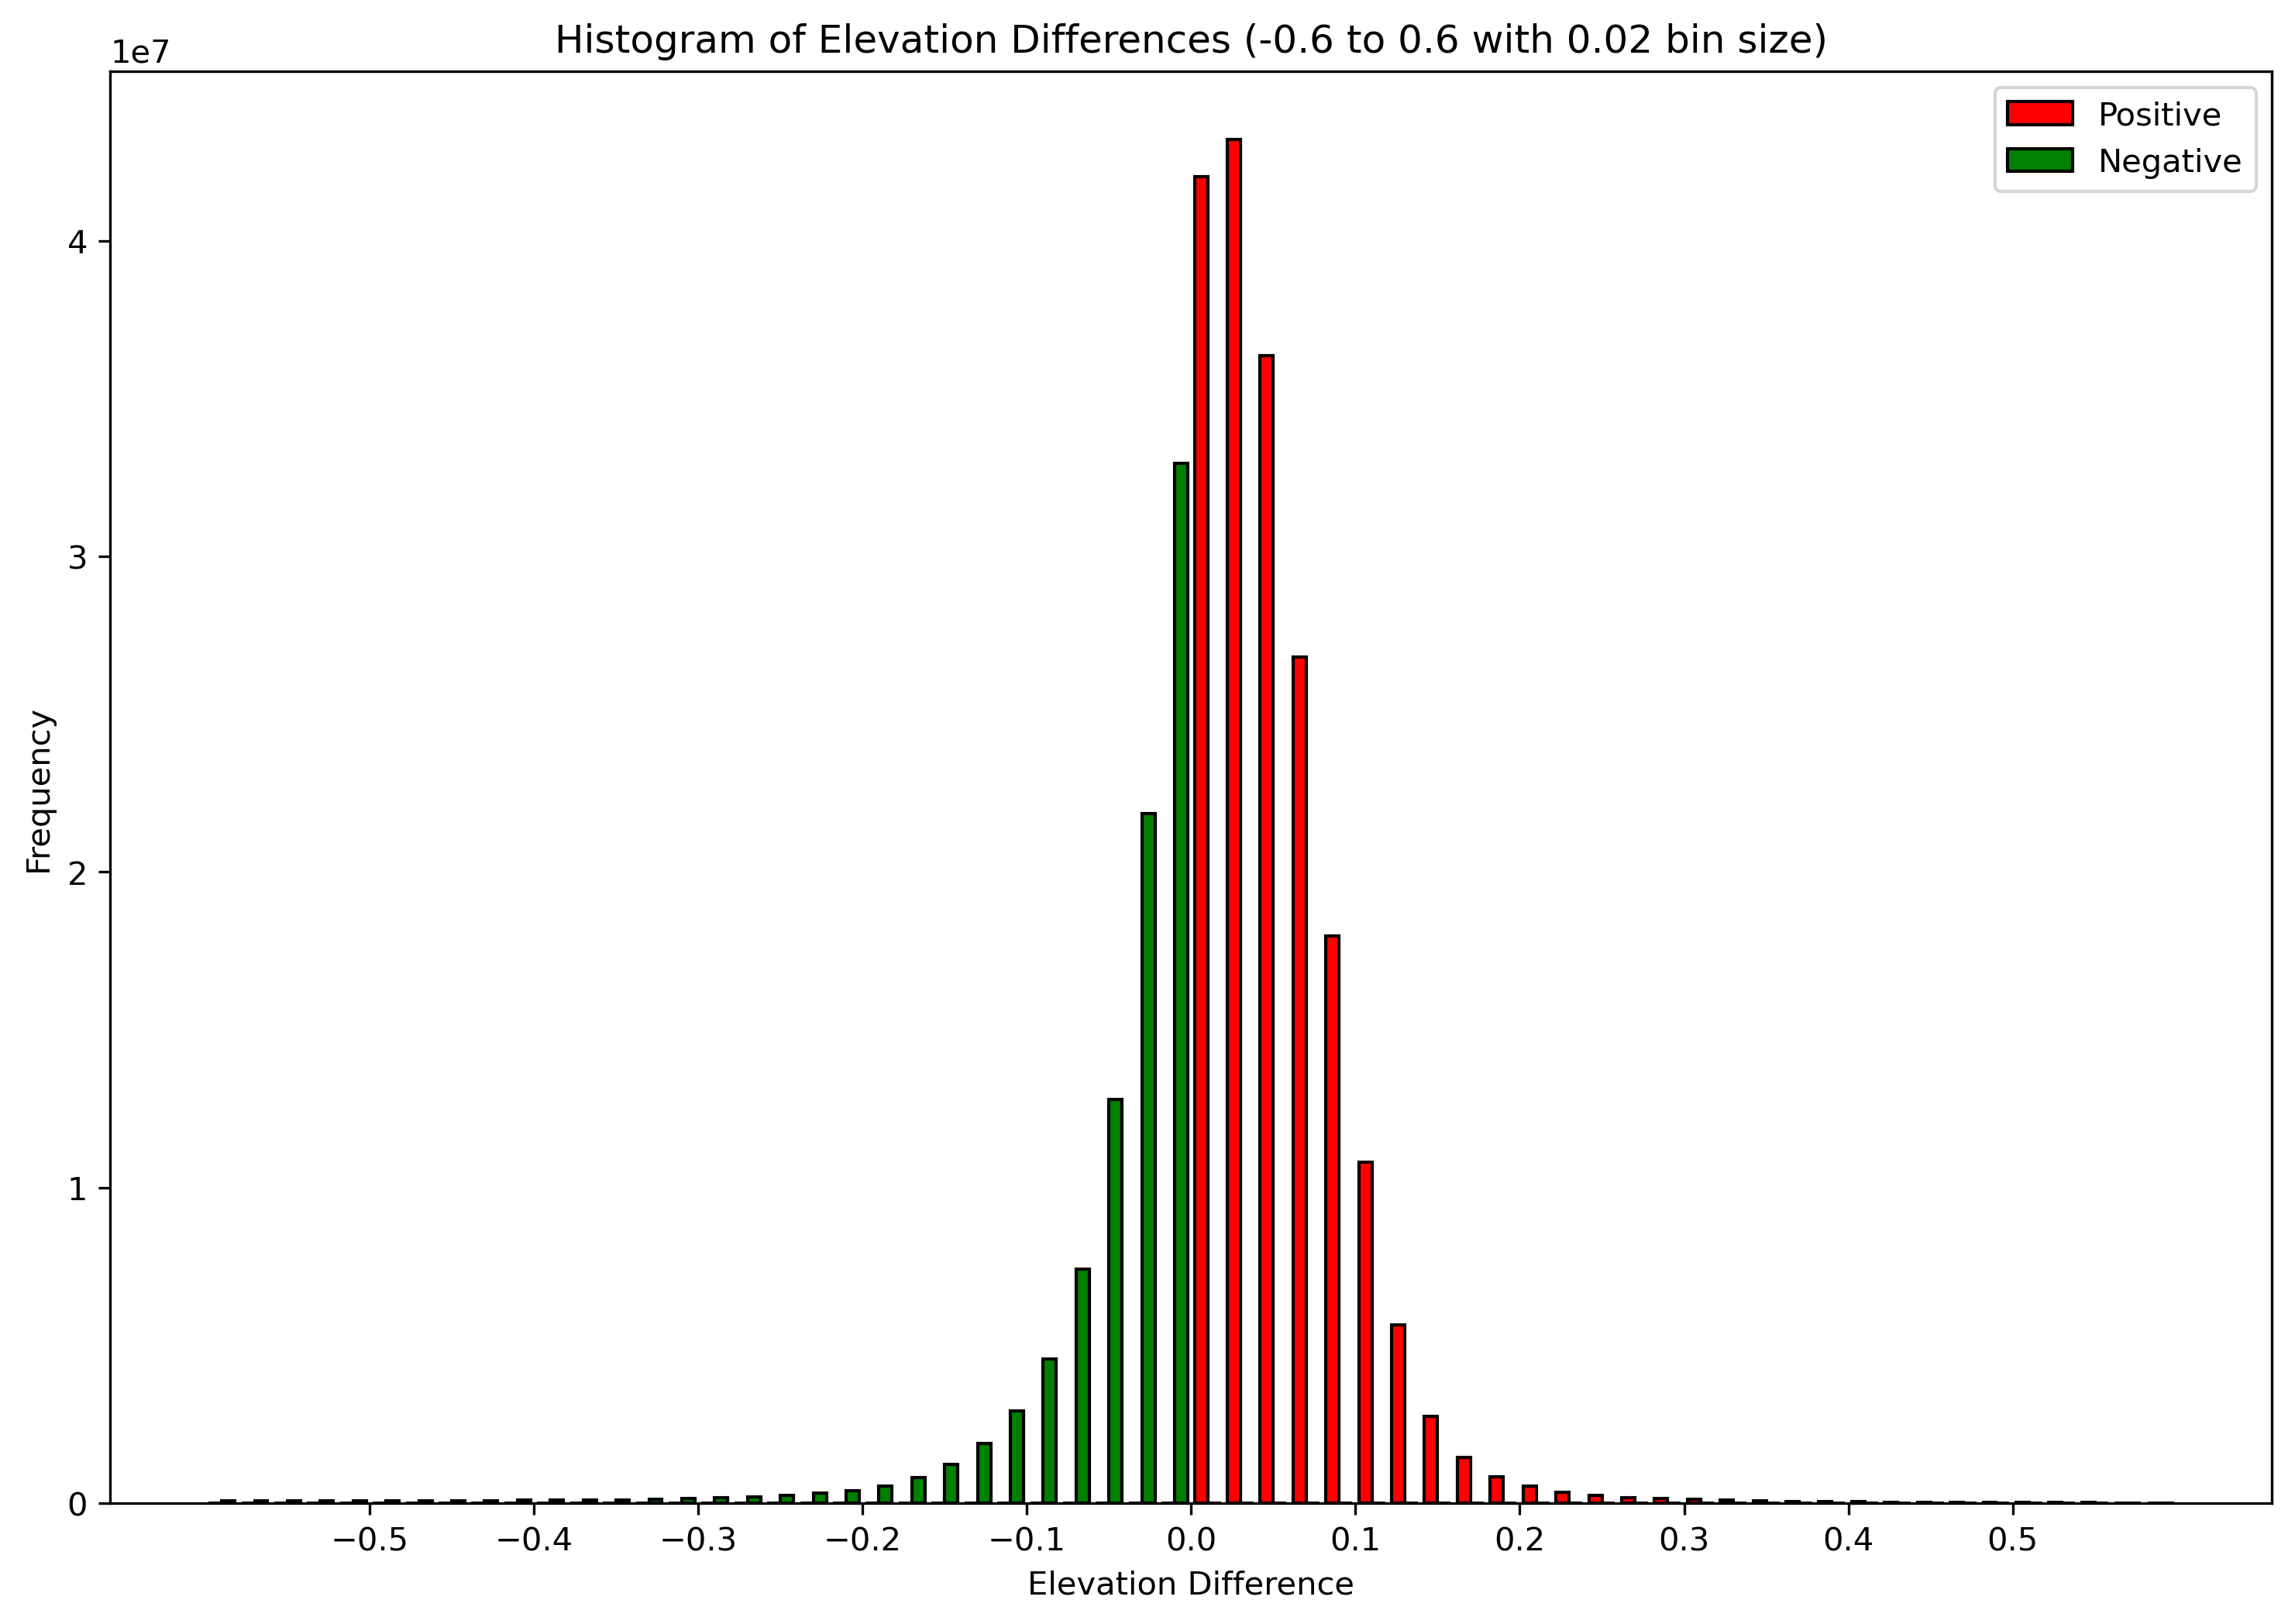 Histogram of Elevation Differences (-0.6 to 0.6 with 0.02 bin size)
1e7
Positive
Negative
4
3
2
1
0
Frequency
−0.5 −0.4 −0.3 −0.2 −0.1 0.0 0.1 0.2 0.3 0.4 0.5
Elevation Difference